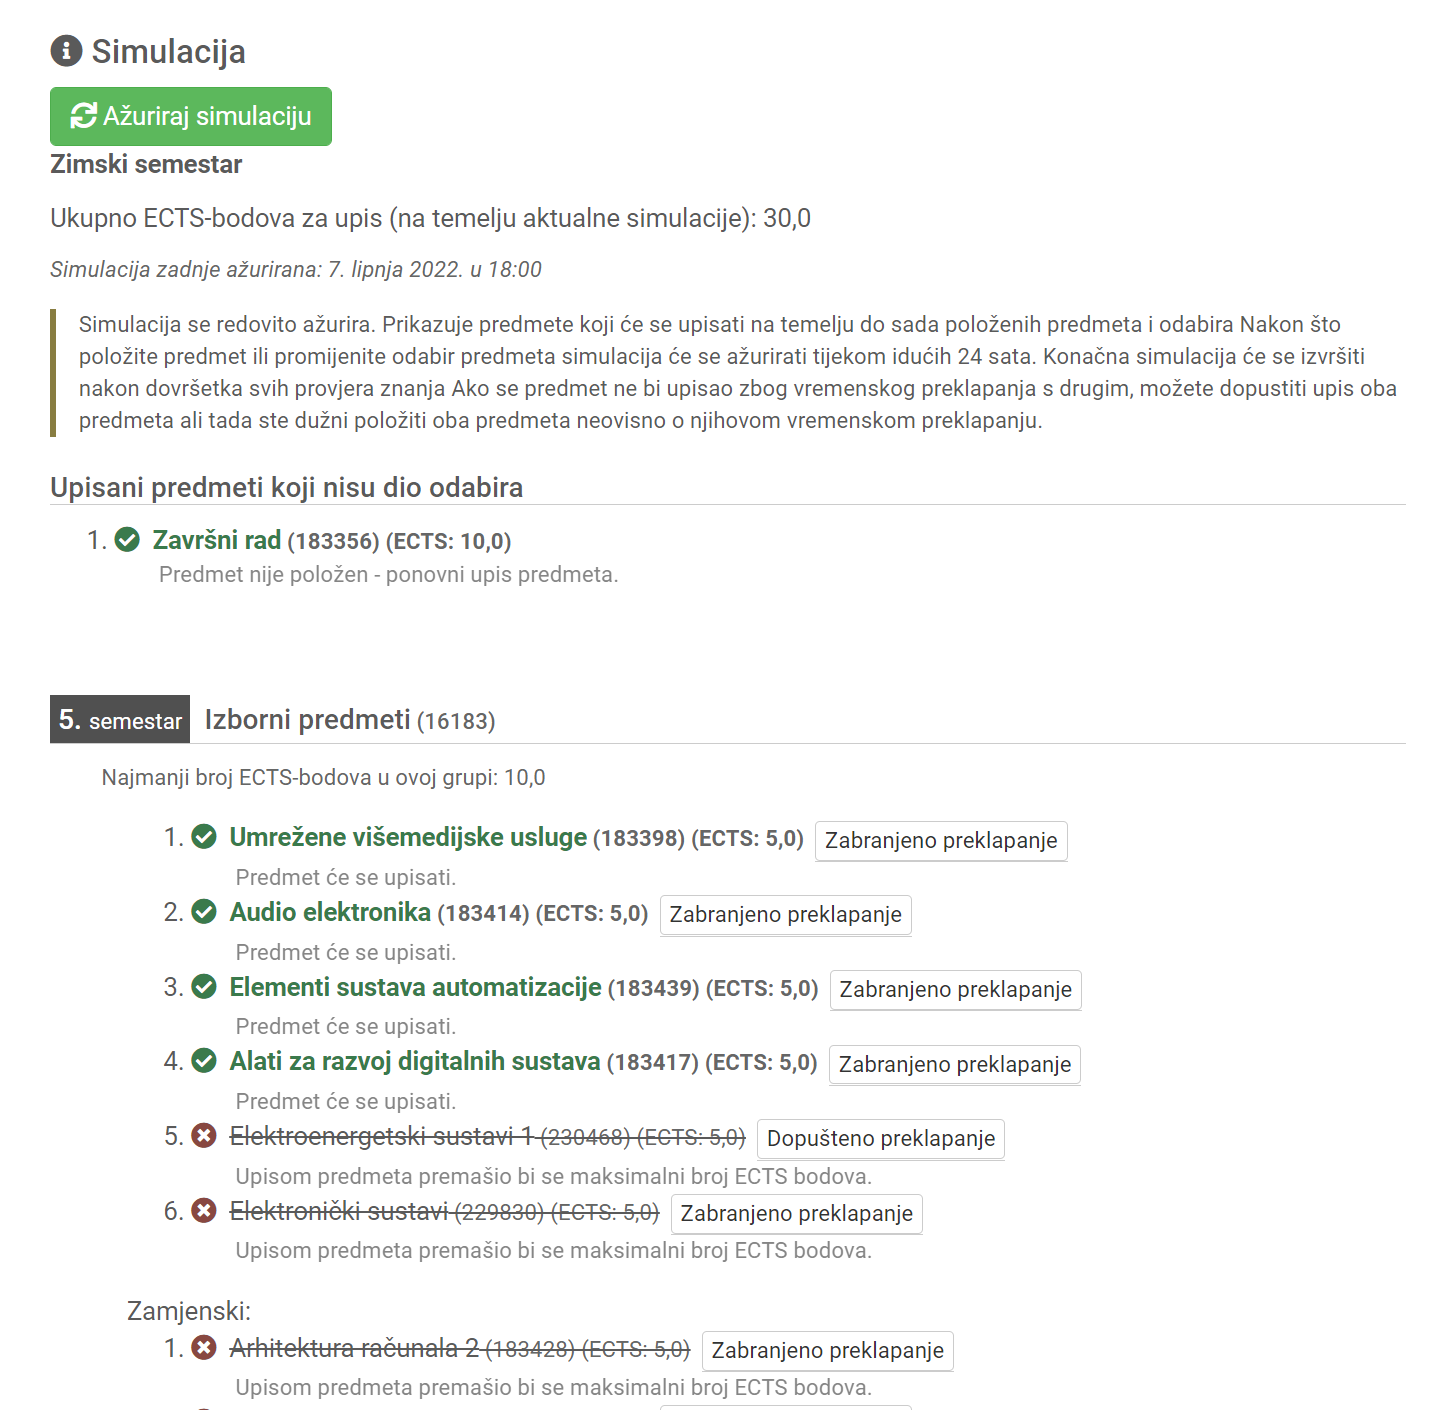 Simulacija
Ažuriraj simulaciju
Zimski semestar
Ukupno ECTS-bodova za upis (na temelju aktualne simulacije): 30,0
Simulacija zadnje ažurirana: 7. lipnja 2022. u 18:00
Simulacija se redovito ažurira. Prikazuje predmete koji će se upisati na temelju do sada položenih predmeta i odabira Nakon što
položite predmet ili promijenite odabir predmeta simulacija će se ažurirati tijekom idućih 24 sata. Konačna simulacija će se izvršiti
nakon dovršetka svih provjera znanja Ako se predmet ne bi upisao zbog vremenskog preklapanja s drugim, možete dopustiti upis oba
predmeta ali tada ste dužni položiti oba predmeta neovisno o njihovom vremenskom preklapanju.
Upisani predmeti koji nisu dio odabira
1. Završni rad (183356) (ECTS: 10,0)
Predmet nije položen - ponovni upis predmeta.
5. semestar Izborni predmeti (16183)
Najmanji broj ECTS-bodova u ovoj grupi: 10,0
1. Umrežene višemedijske usluge (183398) (ECTS: 5,0) Zabranjeno preklapanje
Predmet će se upisati.
2. Audio elektronika (183414) (ECTS: 5,0) Zabranjeno preklapanje
Predmet će se upisati.
3. Elementi sustava automatizacije (183439) (ECTS: 5,0) Zabranjeno preklapanje
Predmet će se upisati.
4. Alati za razvoj digitalnih sustava (183417) (ECTS: 5,0) Zabranjeno preklapanje
Predmet će se upisati.
5. Elektroenergetski sustavi 1 (230468) (ECTS: 5,0) Dopušteno preklapanje
Upisom predmeta premašio bi se maksimalni broj ECTS bodova.
6. Elektronički sustavi (229830) (ECTS: 5,0) Zabranjeno preklapanje
Upisom predmeta premašio bi se maksimalni broj ECTS bodova.
Zamjenski:
1. Arhitektura računala 2 (183428) (ECTS: 5,0) Zabranjeno preklapanje
Upisom predmeta premašio bi se maksimalni broj ECTS bodova.